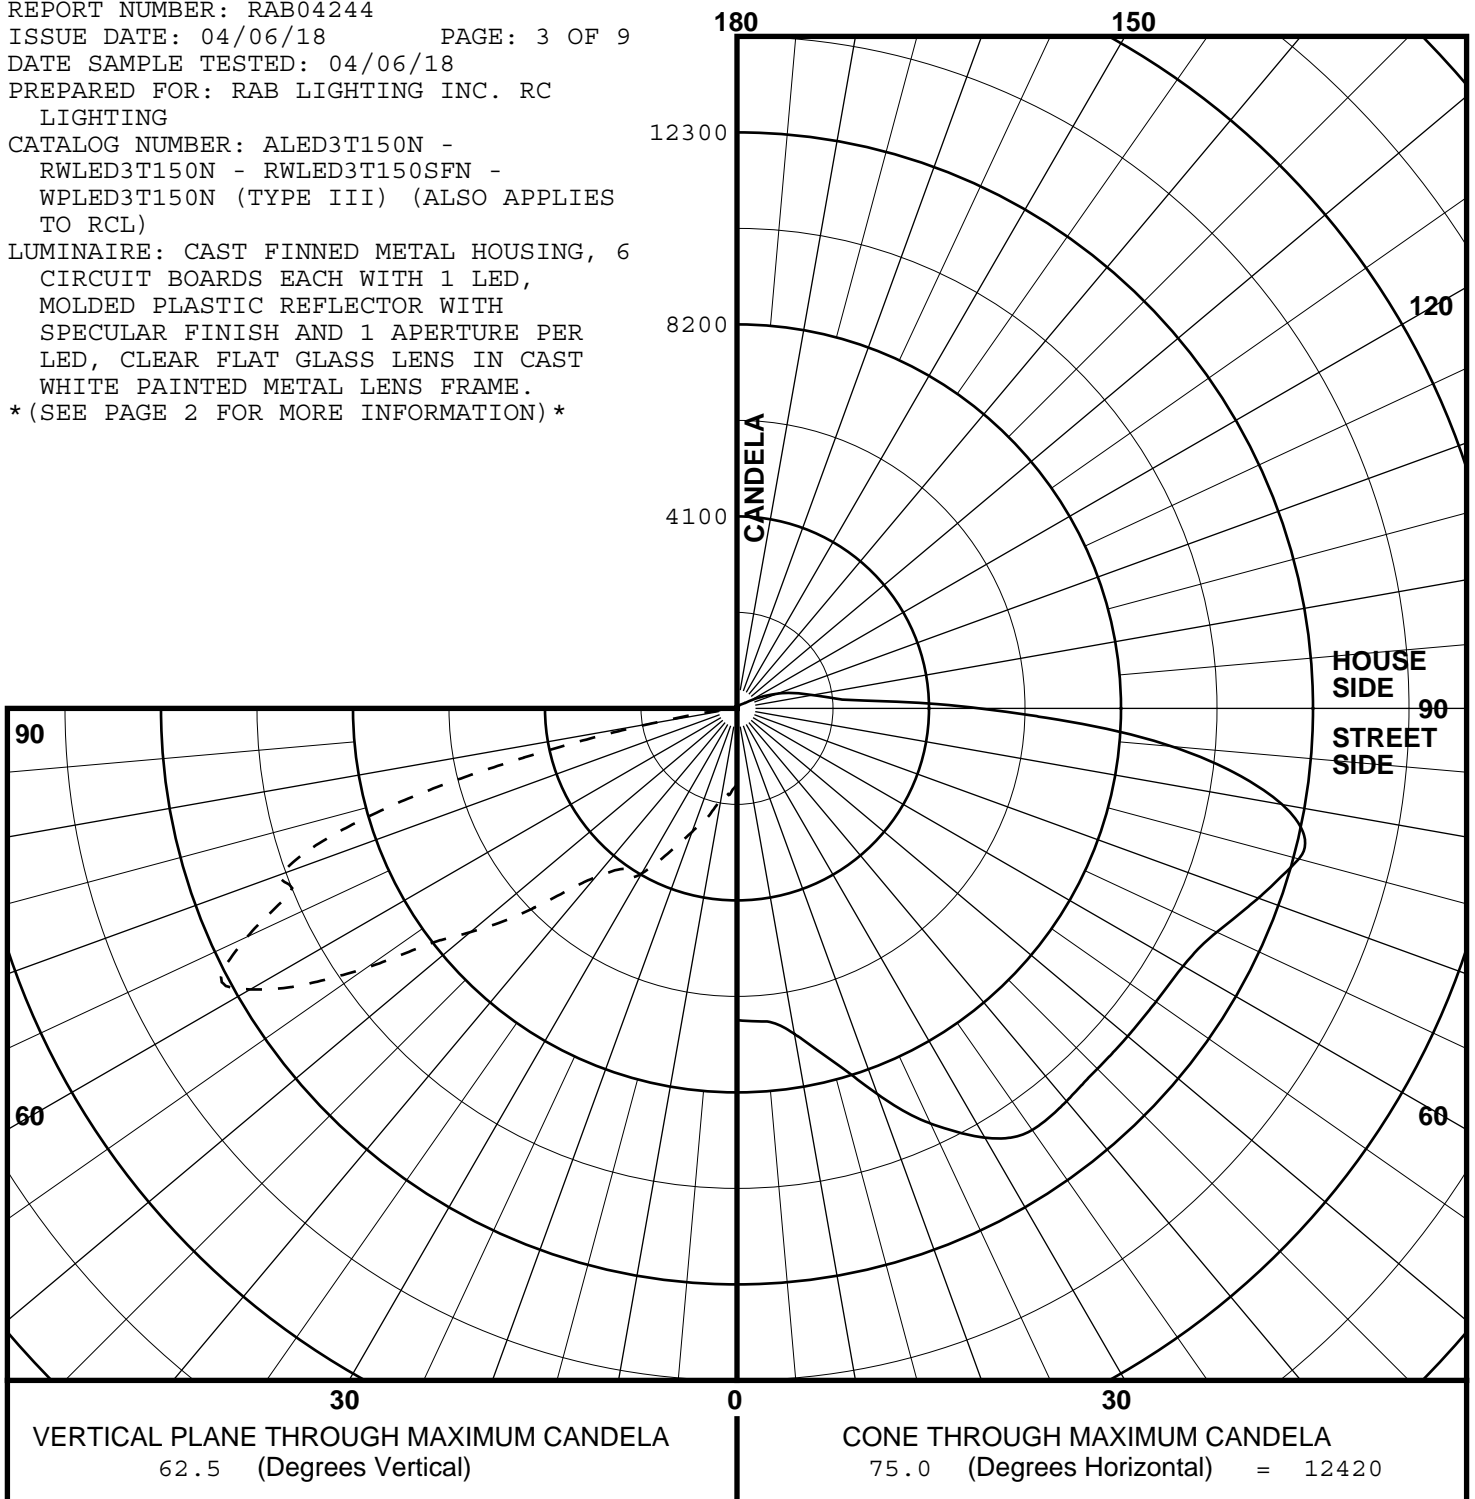 REPORT NUMBER: RAB04244
ISSUE DATE: 04/06/18 PAGE: 3 OF 9
DATE SAMPLE TESTED: 04/06/18
PREPARED FOR: RAB LIGHTING INC. RC
LIGHTING
CATALOG NUMBER: ALED3T150N -
RWLED3T150N - RWLED3T150SFN -
WPLED3T150N (TYPE III) (ALSO APPLIES
TO RCL)
LUMINAIRE: CAST FINNED METAL HOUSING, 6
CIRCUIT BOARDS EACH WITH 1 LED,
MOLDED PLASTIC REFLECTOR WITH
SPECULAR FINISH AND 1 APERTURE PER
LED, CLEAR FLAT GLASS LENS IN CAST
WHITE PAINTED METAL LENS FRAME.
*(SEE PAGE 2 FOR MORE INFORMATION)*
180
150
12300
120
8200
CANDELA
4100
HOUSE
SIDE
90
90
STREET
SIDE
60
60
30
0
30
VERTICAL PLANE THROUGH MAXIMUM CANDELA
62.5 (Degrees Vertical)
CONE THROUGH MAXIMUM CANDELA
75.0 (Degrees Horizontal) = 12420